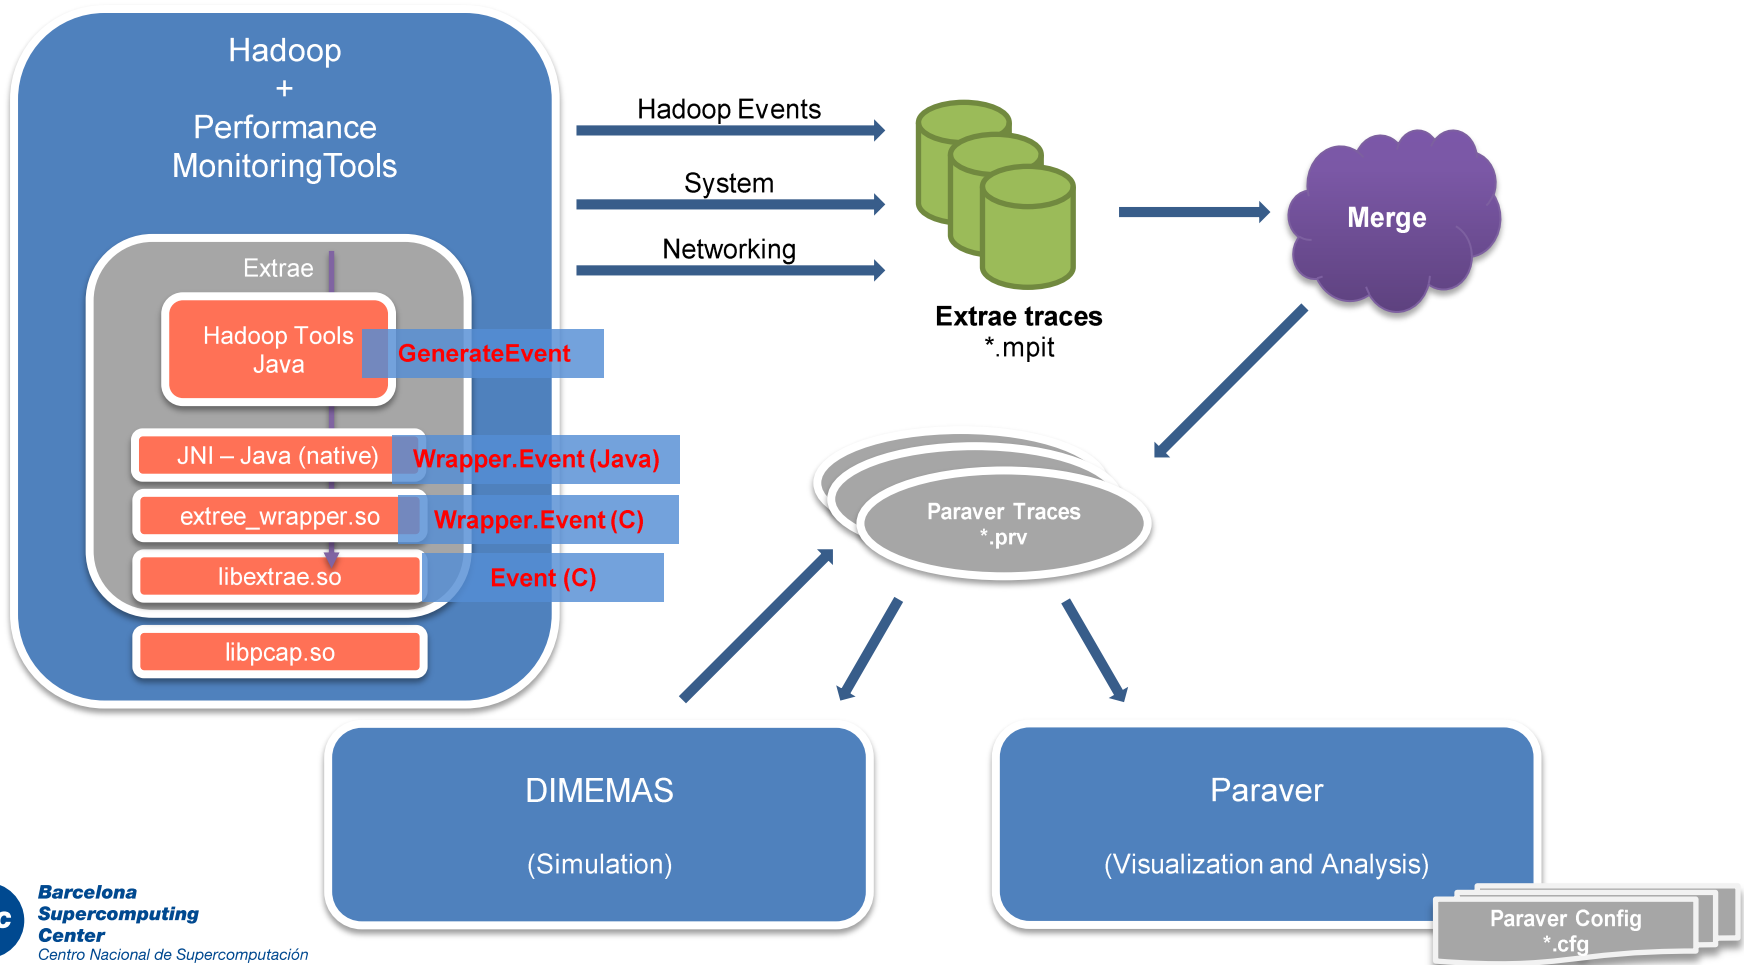 Hadoop
+
Performance
MonitoringTools
Extrae
Hadoop Tools
Java
GenerateEvent
JNI – Java (native)
Wrapper.Event (Java)
extree_wrapper.so
Wrapper.Event (C)
libextrae.so
Event (C)
libpcap.so
Hadoop Events
System
Networking
Extrae traces
*.mpit
Merge
Paraver Traces
*.prv
DIMEMAS
(Simulation)
Paraver
(Visualization and Analysis)
Paraver Config
*.cfg
c
Barcelona
Supercomputing
Center
Centro Nacional de Supercomputación